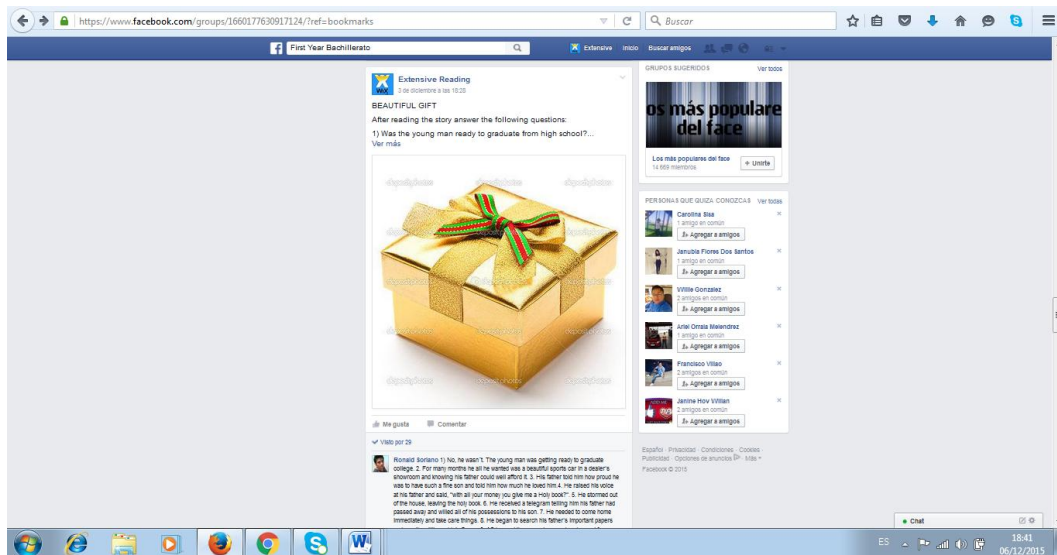 https://www.facebook.com/groups/1660177630917124/?ref=bookmarks
Buscar
First Year Bachillerato
Extensive Inicio Buscar amigos
Extensive Reading
3 de diciembre a las 18:28
BEAUTIFUL GIFT
After reading the story answer the following questions:
1) Was the young man ready to graduate from high school?...
Ver más
depositphotos
Me gusta Comentar
Visto por 29
Ronald Soriano 1) No, he wasn't. The young man was getting ready to graduate
college. 2. For many months he all he wanted was a beautiful sports car in a dealer's
showroom and knowing his father could well afford it. 3. His father told him how proud he
was to have such a fine son and told him how much he loved him.4. He raised his voice
at his father and said, "with all your money you give me a Holy book?". 5. He stormed out
of the house, leaving the holy book. 6. He received a telegram telling him his father had
passed away and willed all of his possessions to his son. 7. He needed to come home
immediately and take care things. 8. He began to search his father's important papers
GRUPOS SUGERIDOS Ver todos
os más populare
del face
Los más populares del face
14 869 miembros
+ Unirte
PERSONAS QUE QUIZÁ CONOZCAS Ver todas
Carolina Sisa
1 amigo en común
Agregar a amigos
Janubia Flores Dos Santos
1 amigo en común
Agregar a amigos
Willie Gonzalez
2 amigos en común
Agregar a amigos
Ariel Orrala Melendrez
1 amigo en común
Agregar a amigos
Francisco Villao
2 amigos en común
Agregar a amigos
Janine Hov Villian
2 amigos en común
Agregar a amigos
Español · Privacidad · Condiciones · Cookies ·
Publicidad · Opciones de anuncios · Más
Facebook © 2015
Chat
ES
18:41
06/12/2015